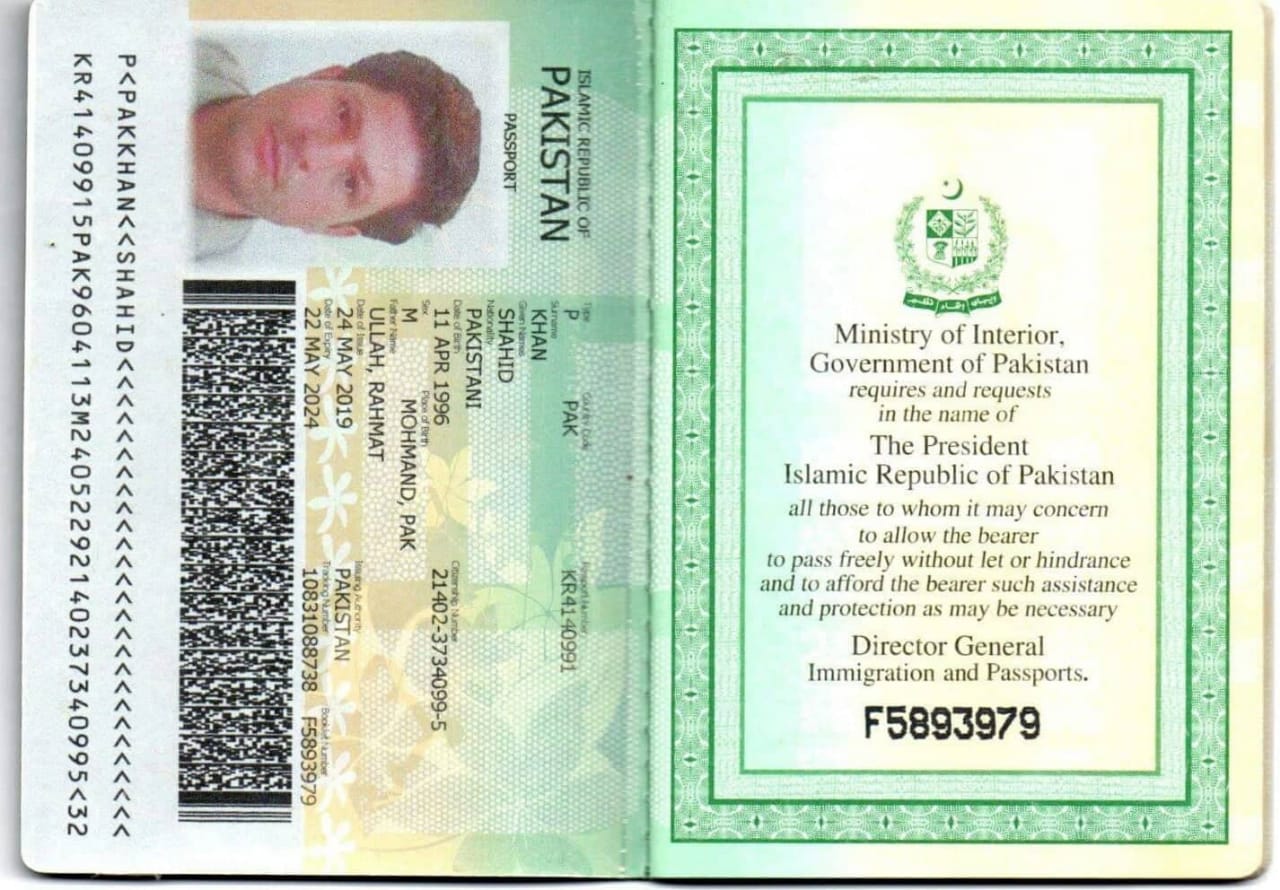 ISLAMIC REPUBLIC OF
PAKISTAN
PASSPORT
Type Country Code Passport Number
P PAK KR4140991
Surname
KHAN
Given Names
SHAHID
Nationality
PAKISTANI
Date of Birth Citizenship Number
11 APR 1996 21402-3734099-5
Sex Place of Birth
M MOHMAND, PAK
Father Name
ULLAH, RAHMAT
Date of Issue Issuing Authority
24 MAY 2019 PAKISTAN
Date of Expiry Tracking Number Booklet Number
22 MAY 2024 10831088738 F5893979
P<PAKKHAN<<SHAHID<<<<<<<<<<<<<<<<<<<<<<<<<<<
KR41409915PAK9604113M24052292140237340995<32
Ministry of Interior,
Government of Pakistan
requires and requests
in the name of
The President
Islamic Republic of Pakistan
all those to whom it may concern
to allow the bearer
to pass freely without let or hindrance
and to afford the bearer such assistance
and protection as may be necessary
Director General
Immigration and Passports.
F5893979